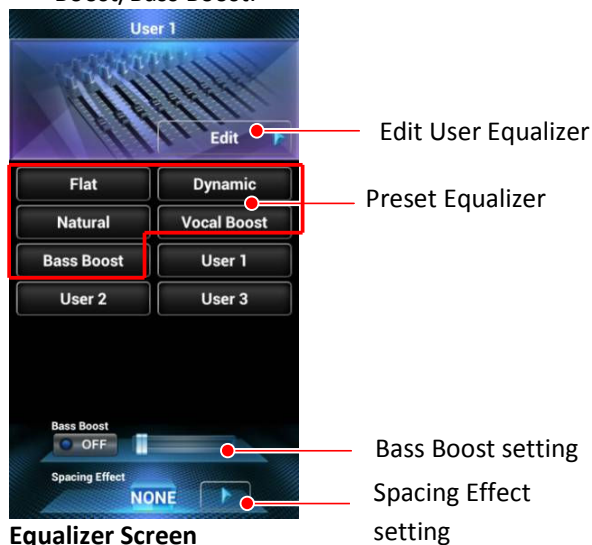 Boost/Bass Boost.
User 1
Edit
Edit User Equalizer
Flat
Dynamic
Preset Equalizer
Natural
Vocal Boost
Bass Boost
User 1
User 2
User 3
Bass Boost
OFF
Bass Boost setting
Spacing Effect
NONE
Spacing Effect
setting
Equalizer Screen